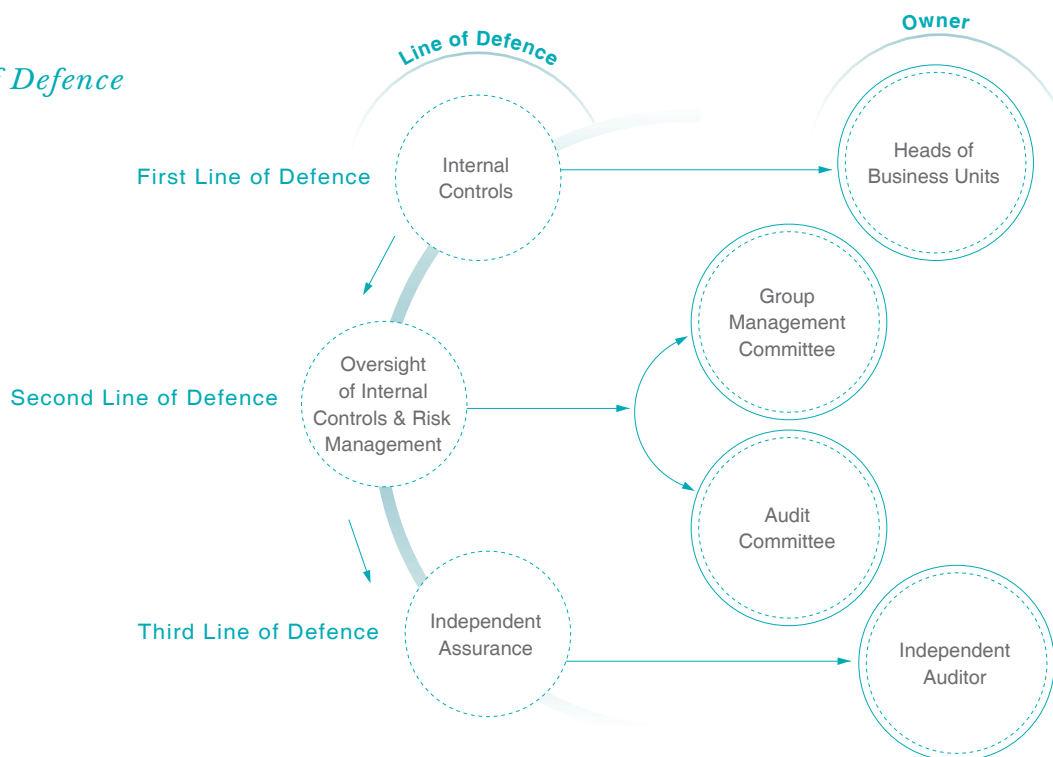 Defence
Line of Defence
Owner
First Line of Defence
Internal
Controls
Heads of
Business Units
Second Line of Defence
Oversight
of Internal
Controls & Risk
Management
Group
Management
Committee
Audit
Committee
Third Line of Defence
Independent
Assurance
Independent
Auditor